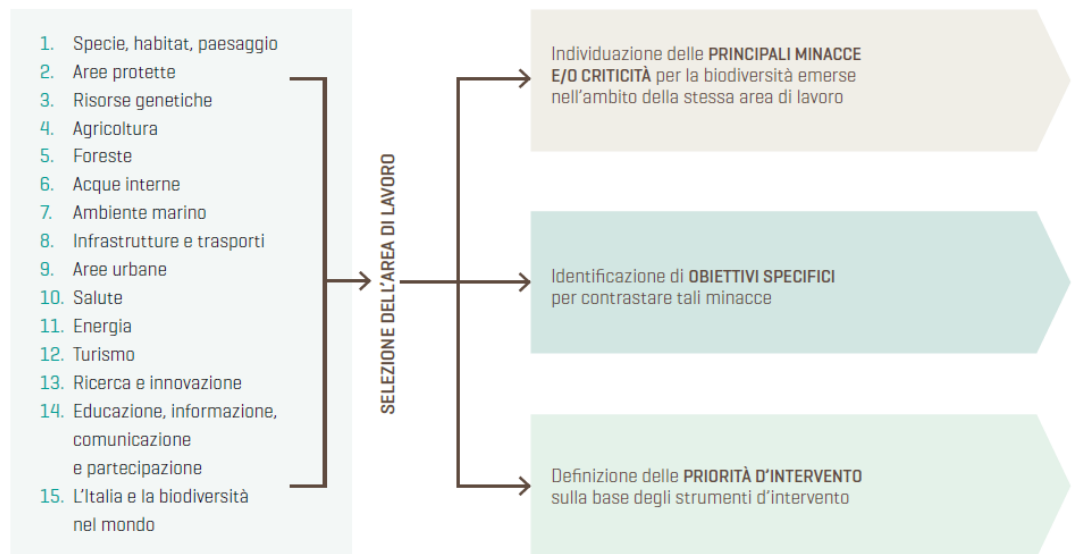 1. Specie, habitat, paesaggio
2. Aree protette
3. Risorse genetiche
4. Agricoltura
5. Foreste
6. Acque interne
7. Ambiente marino
8. Infrastrutture e trasporti
9. Aree urbane
10. Salute
11. Energia
12. Turismo
13. Ricerca e innovazione
14. Educazione, informazione,
comunicazione
e partecipazione
15. L'Italia e la biodiversità
nel mondo
SELEZIONE DELL'AREA DI LAVORO
Individuazione delle PRINCIPALI MINACCE
E/O CRITICITÀ per la biodiversità emerse
nell'ambito della stessa area di lavoro
Identificazione di OBIETTIVI SPECIFICI
per contrastare tali minacce
Definizione delle PRIORITÀ D'INTERVENTO
sulla base degli strumenti d'intervento